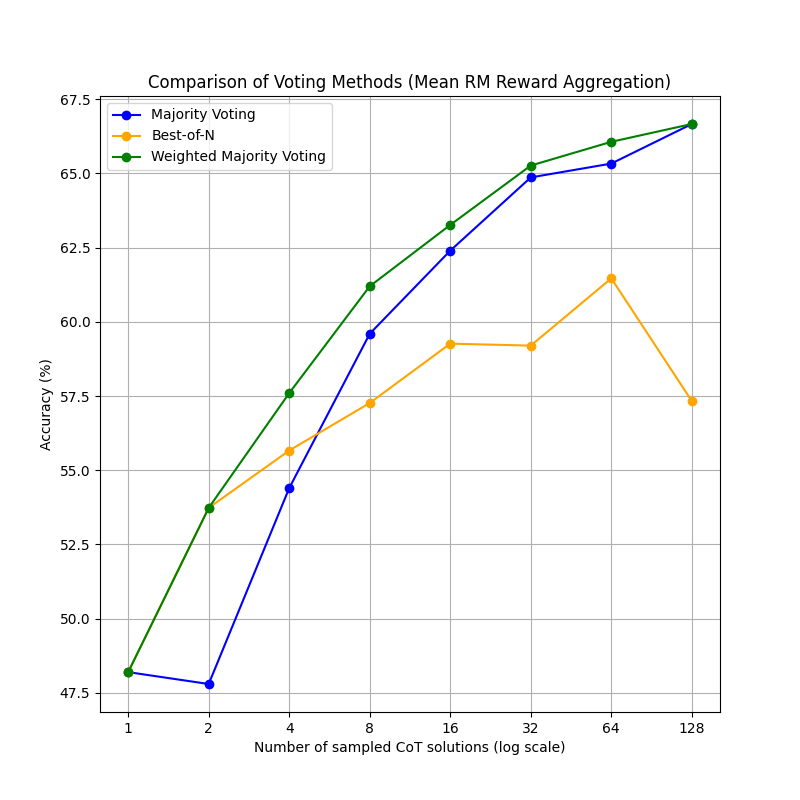 Comparison of Voting Methods (Mean RM Reward Aggregation)
Majority Voting
Best-of-N
Weighted Majority Voting
67.5
65.0
62.5
60.0
57.5
55.0
52.5
50.0
47.5
Accuracy (%)
1 2 4 8 16 32 64 128
Number of sampled CoT solutions (log scale)